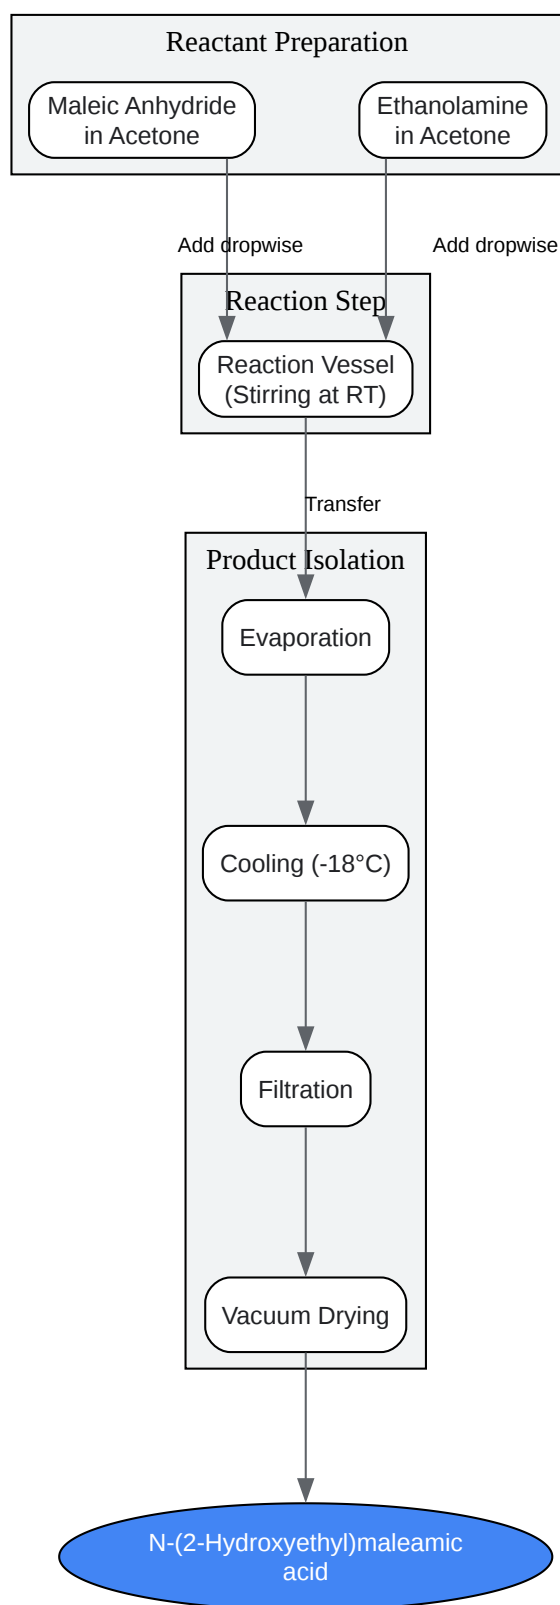 Reactant Preparation
Maleic Anhydride
in Acetone
Ethanolamine
in Acetone
Add dropwise
Add dropwise
Reaction Step
Reaction Vessel
(Stirring at RT)
Transfer
Product Isolation
Evaporation
Cooling (-18°C)
Filtration
Vacuum Drying
N-(2-Hydroxyethyl)maleamic
acid